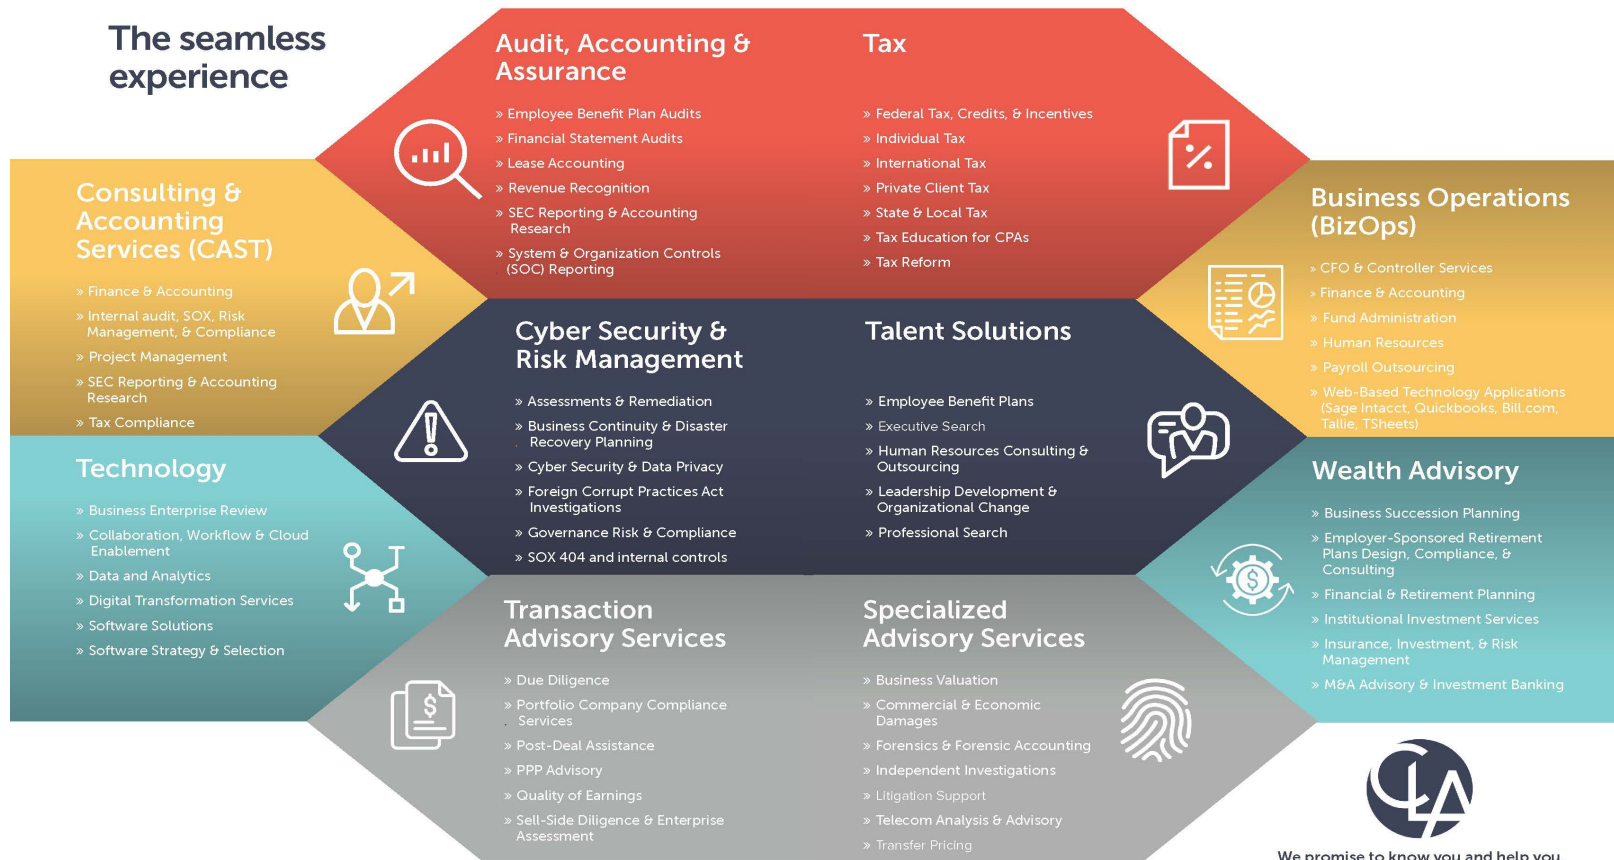 The seamless
experience
Audit, Accounting &
Assurance
» Employee Benefit Plan Audits
» Financial Statement Audits
» Lease Accounting
» Revenue Recognition
» SEC Reporting & Accounting
Research
» System & Organization Controls
(SOC) Reporting
Tax
» Federal Tax, Credits, & Incentives
» Individual Tax
» International Tax
» Private Client Tax
» State & Local Tax
» Tax Education for CPAs
» Tax Reform
Consulting &
Accounting
Services (CAST)
» Finance & Accounting
» Internal audit, SOX, Risk
Management, & Compliance
» Project Management
» SEC Reporting & Accounting
Research
» Tax Compliance
Cyber Security &
Risk Management
» Assessments & Remediation
» Business Continuity & Disaster
Recovery Planning
» Cyber Security & Data Privacy
» Foreign Corrupt Practices Act
Investigations
» Governance Risk & Compliance
» SOX 404 and internal controls
Talent Solutions
» Employee Benefit Plans
» Executive Search
» Human Resources Consulting &
Outsourcing
» Leadership Development &
Organizational Change
» Professional Search
Business Operations
(BizOps)
» CFO & Controller Services
» Finance & Accounting
» Fund Administration
» Human Resources
» Payroll Outsourcing
» Web-Based Technology Applications
(Sage Intacct, Quickbooks, Bill.com,
Tallie, TSheets)
Technology
» Business Enterprise Review
» Collaboration, Workflow & Cloud
Enablement
» Data and Analytics
» Digital Transformation Services
» Software Solutions
» Software Strategy & Selection
Transaction
Advisory Services
» Due Diligence
» Portfolio Company Compliance
Services
» Post-Deal Assistance
» PPP Advisory
» Quality of Earnings
» Sell-Side Diligence & Enterprise
Assessment
Specialized
Advisory Services
» Business Valuation
» Commercial & Economic
Damages
» Forensics & Forensic Accounting
» Independent Investigations
» Litigation Support
» Telecom Analysis & Advisory
» Transfer Pricing
Wealth Advisory
» Business Succession Planning
» Employer-Sponsored Retirement
Plans Design, Compliance, &
Consulting
» Financial & Retirement Planning
» Institutional Investment Services
» Insurance, Investment, & Risk
Management
» M&A Advisory & Investment Banking
CLA
We promise to know you and help you